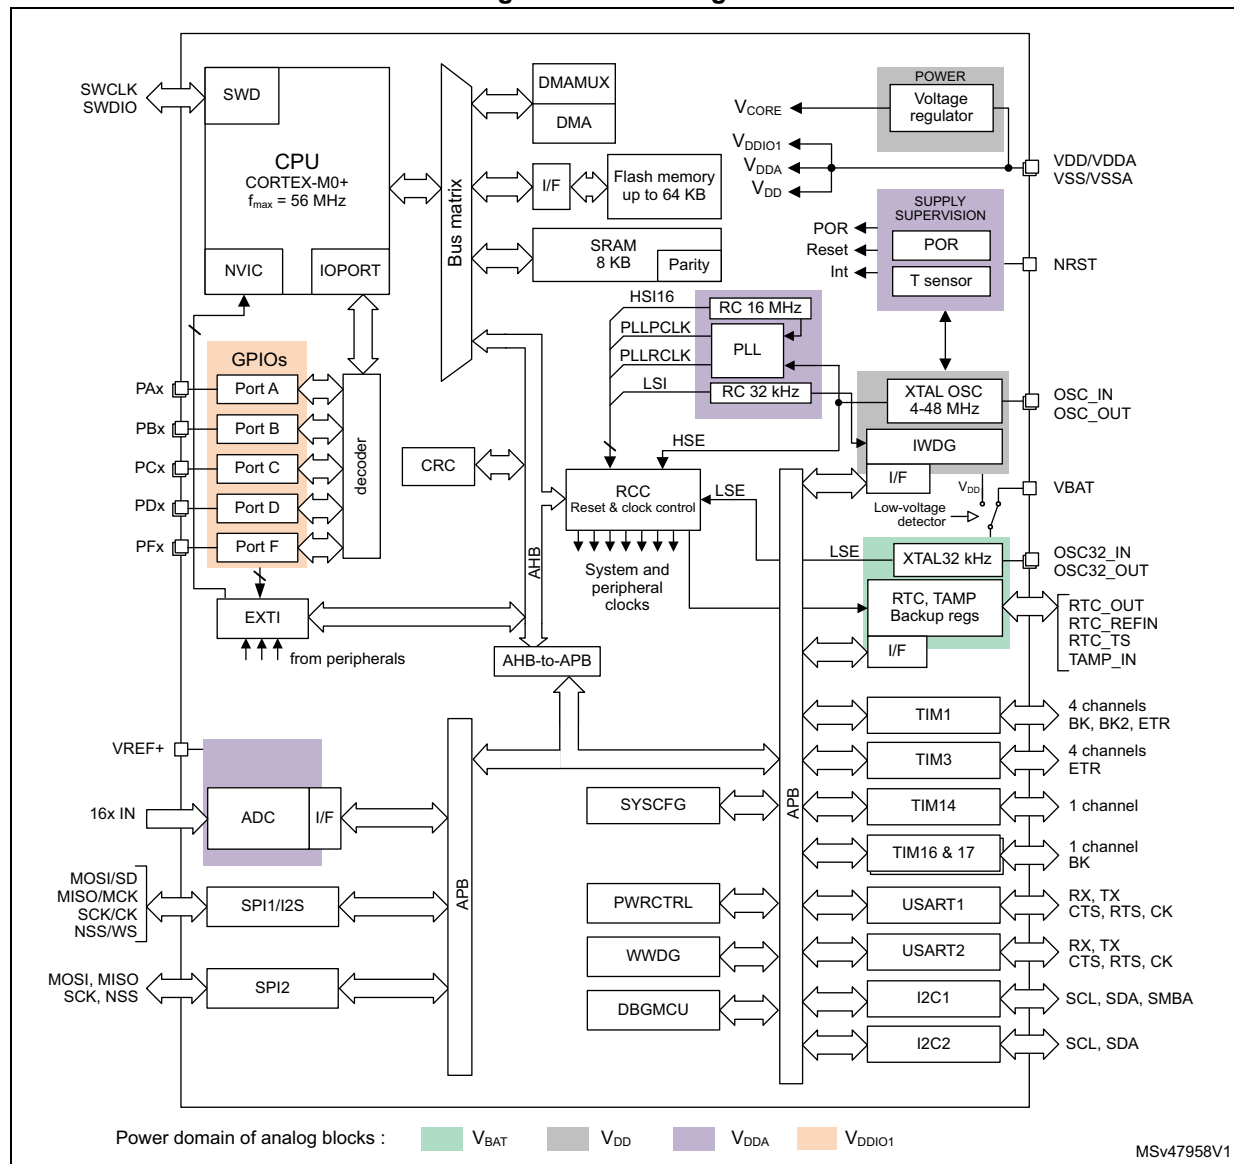 SWCLK
SWDIO
SWD
CPU
CORTEX-M0+
fmax = 56 MHz
NVIC
IOPORT
Bus matrix
DMAMUX
DMA
I/F
Flash memory
up to 64 KB
SRAM
8 KB
Parity
POWER
Voltage
regulator
VCORE
VDDIO1
VDDA
VDD
VDD/VDDA
VSS/VSSA
SUPPLY
SUPERVISION
POR
Reset
Int
POR
T sensor
NRST
HSI16
PLLPCLK
PLLRCLK
LSI
RC 16 MHz
PLL
RC 32 kHz
XTAL OSC
4-48 MHz
IWDG
I/F
OSC_IN
OSC_OUT
HSE
GPIOs
PAx
Port A
PBx
Port B
PCx
Port C
PDx
Port D
PFx
Port F
decoder
CRC
RCC
Reset & clock control
LSE
System and
peripheral
clocks
VDD
VBAT
Low-voltage
detector
LSE
XTAL32 kHz
OSC32_IN
OSC32_OUT
RTC, TAMP
Backup regs
I/F
RTC_OUT
RTC_REFIN
RTC_TS
TAMP_IN
AHB
EXTI
from peripherals
AHB-to-APB
VREF+
16x IN
ADC
I/F
MOSI/SD
MISO/MCK
SCK/CK
NSS/WS
SPI1/I2S
MOSI, MISO
SCK, NSS
SPI2
APB
SYSCFG
PWRCTRL
WWDG
DBGMCU
APB
TIM1
4 channels
BK, BK2, ETR
TIM3
4 channels
ETR
TIM14
1 channel
TIM16 & 17
1 channel
BK
USART1
RX, TX
CTS, RTS, CK
USART2
RX, TX
CTS, RTS, CK
I2C1
SCL, SDA, SMBA
I2C2
SCL, SDA
Power domain of analog blocks :
VBAT
VDD
VDDA
VDDIO1
MSv47958V1